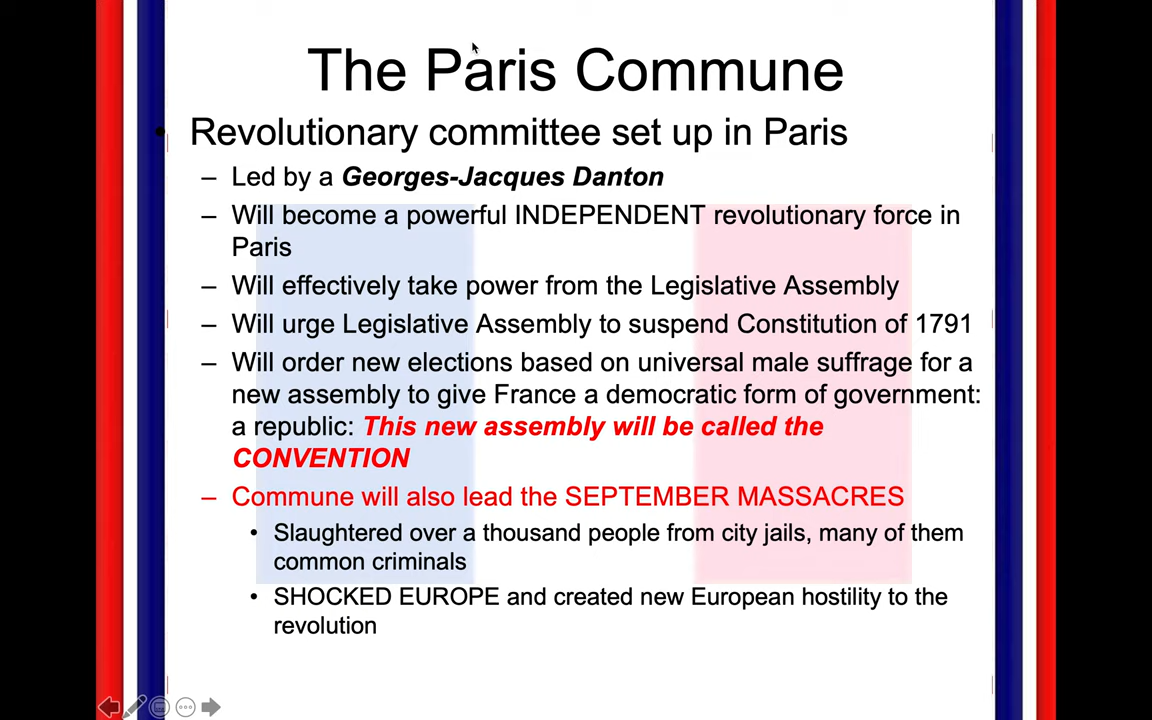 The Paris Commune
• Revolutionary committee set up in Paris
– Led by a Georges-Jacques Danton
– Will become a powerful INDEPENDENT revolutionary force in
Paris
– Will effectively take power from the Legislative Assembly
– Will urge Legislative Assembly to suspend Constitution of 1791
– Will order new elections based on universal male suffrage for a
new assembly to give France a democratic form of government:
a republic: This new assembly will be called the
CONVENTION
– Commune will also lead the SEPTEMBER MASSACRES
• Slaughtered over a thousand people from city jails, many of them
common criminals
• SHOCKED EUROPE and created new European hostility to the
revolution